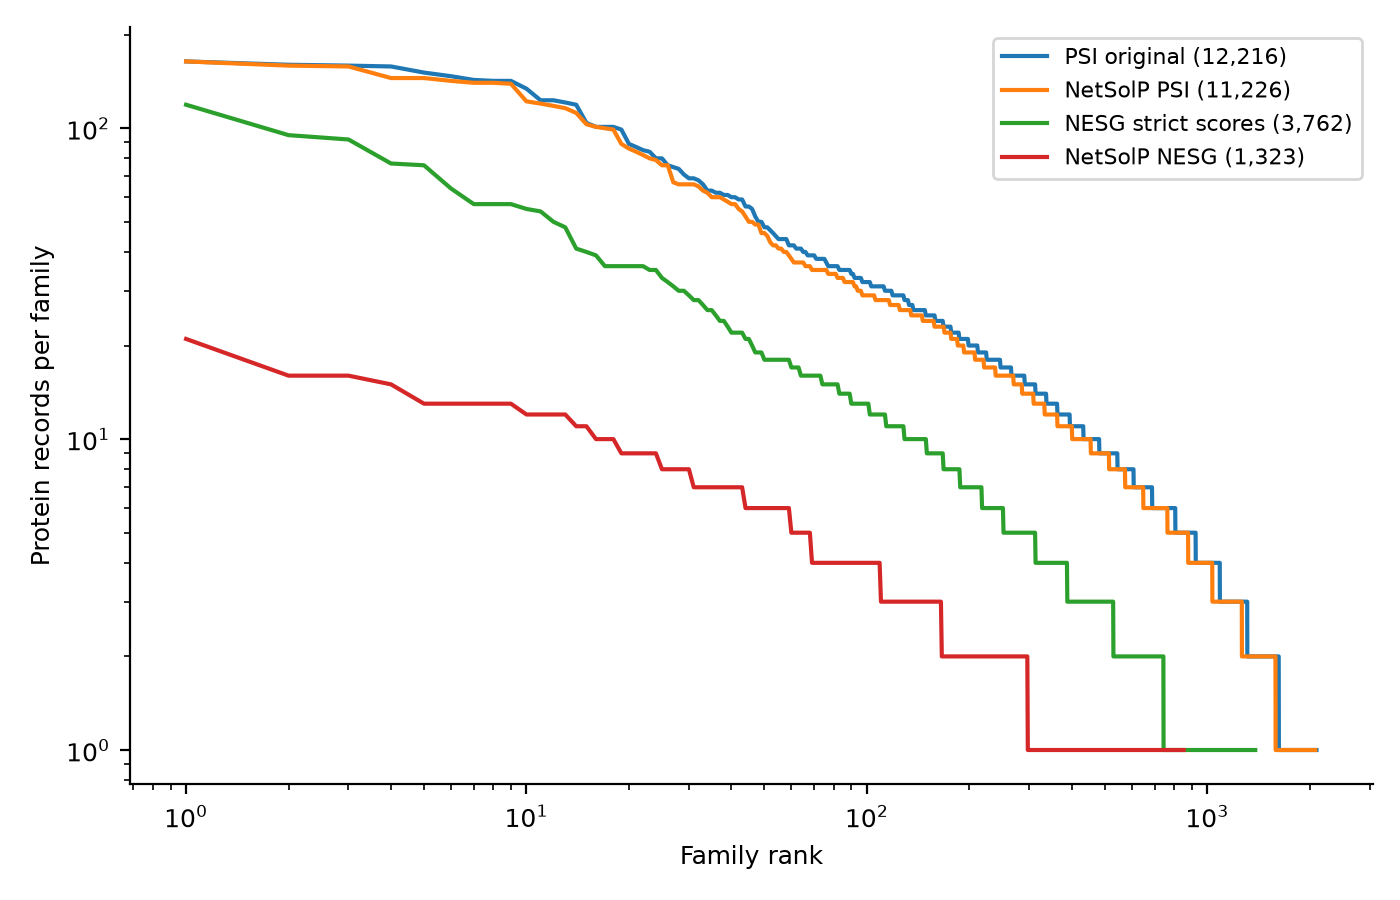 PSI original (12,216)
NetSolP PSI (11,226)
NESG strict scores (3,762)
NetSolP NESG (1,323)
Protein records per family
10²
10¹
10⁰
10⁰ 10¹ 10² 10³
Family rank